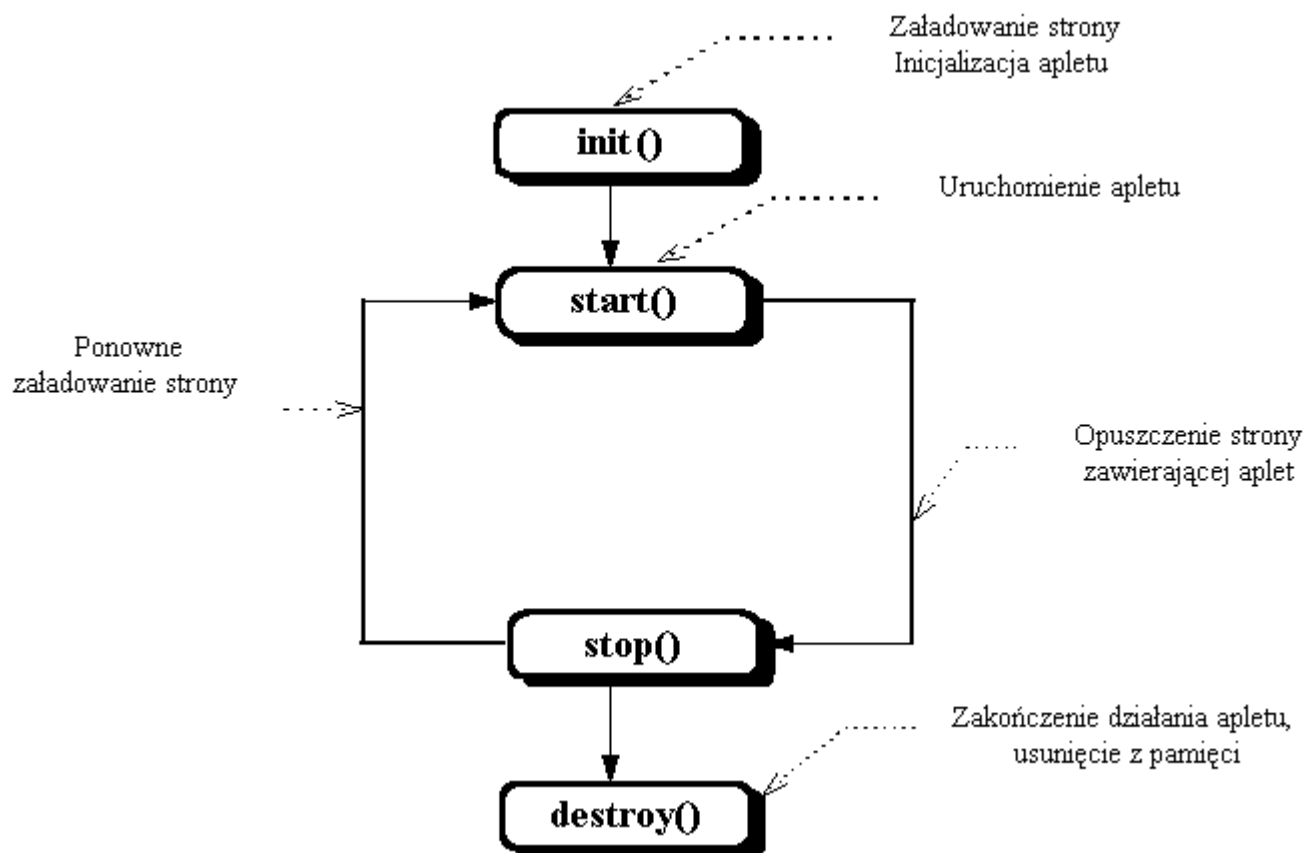 Załadowanie strony
Inicjalizacja apletu
init()
Uruchomienie apletu
start()
Ponowne
załadowanie strony
Opuszczenie strony
zawierającej aplet
stop()
Zakończenie działania apletu,
usunięcie z pamięci
destroy()